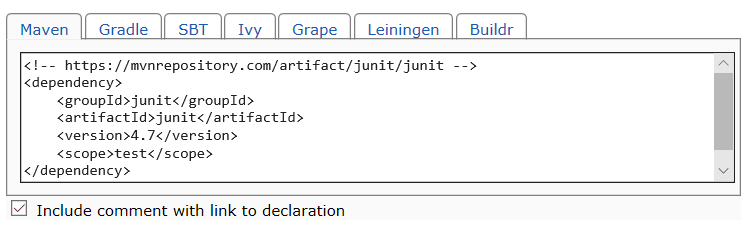 Maven Gradle SBT Ivy Grape Leiningen Buildr
<!-- https://mvnrepository.com/artifact/junit/junit -->
<dependency>
    <groupId>junit</groupId>
    <artifactId>junit</artifactId>
    <version>4.7</version>
    <scope>test</scope>
</dependency>
Include comment with link to declaration